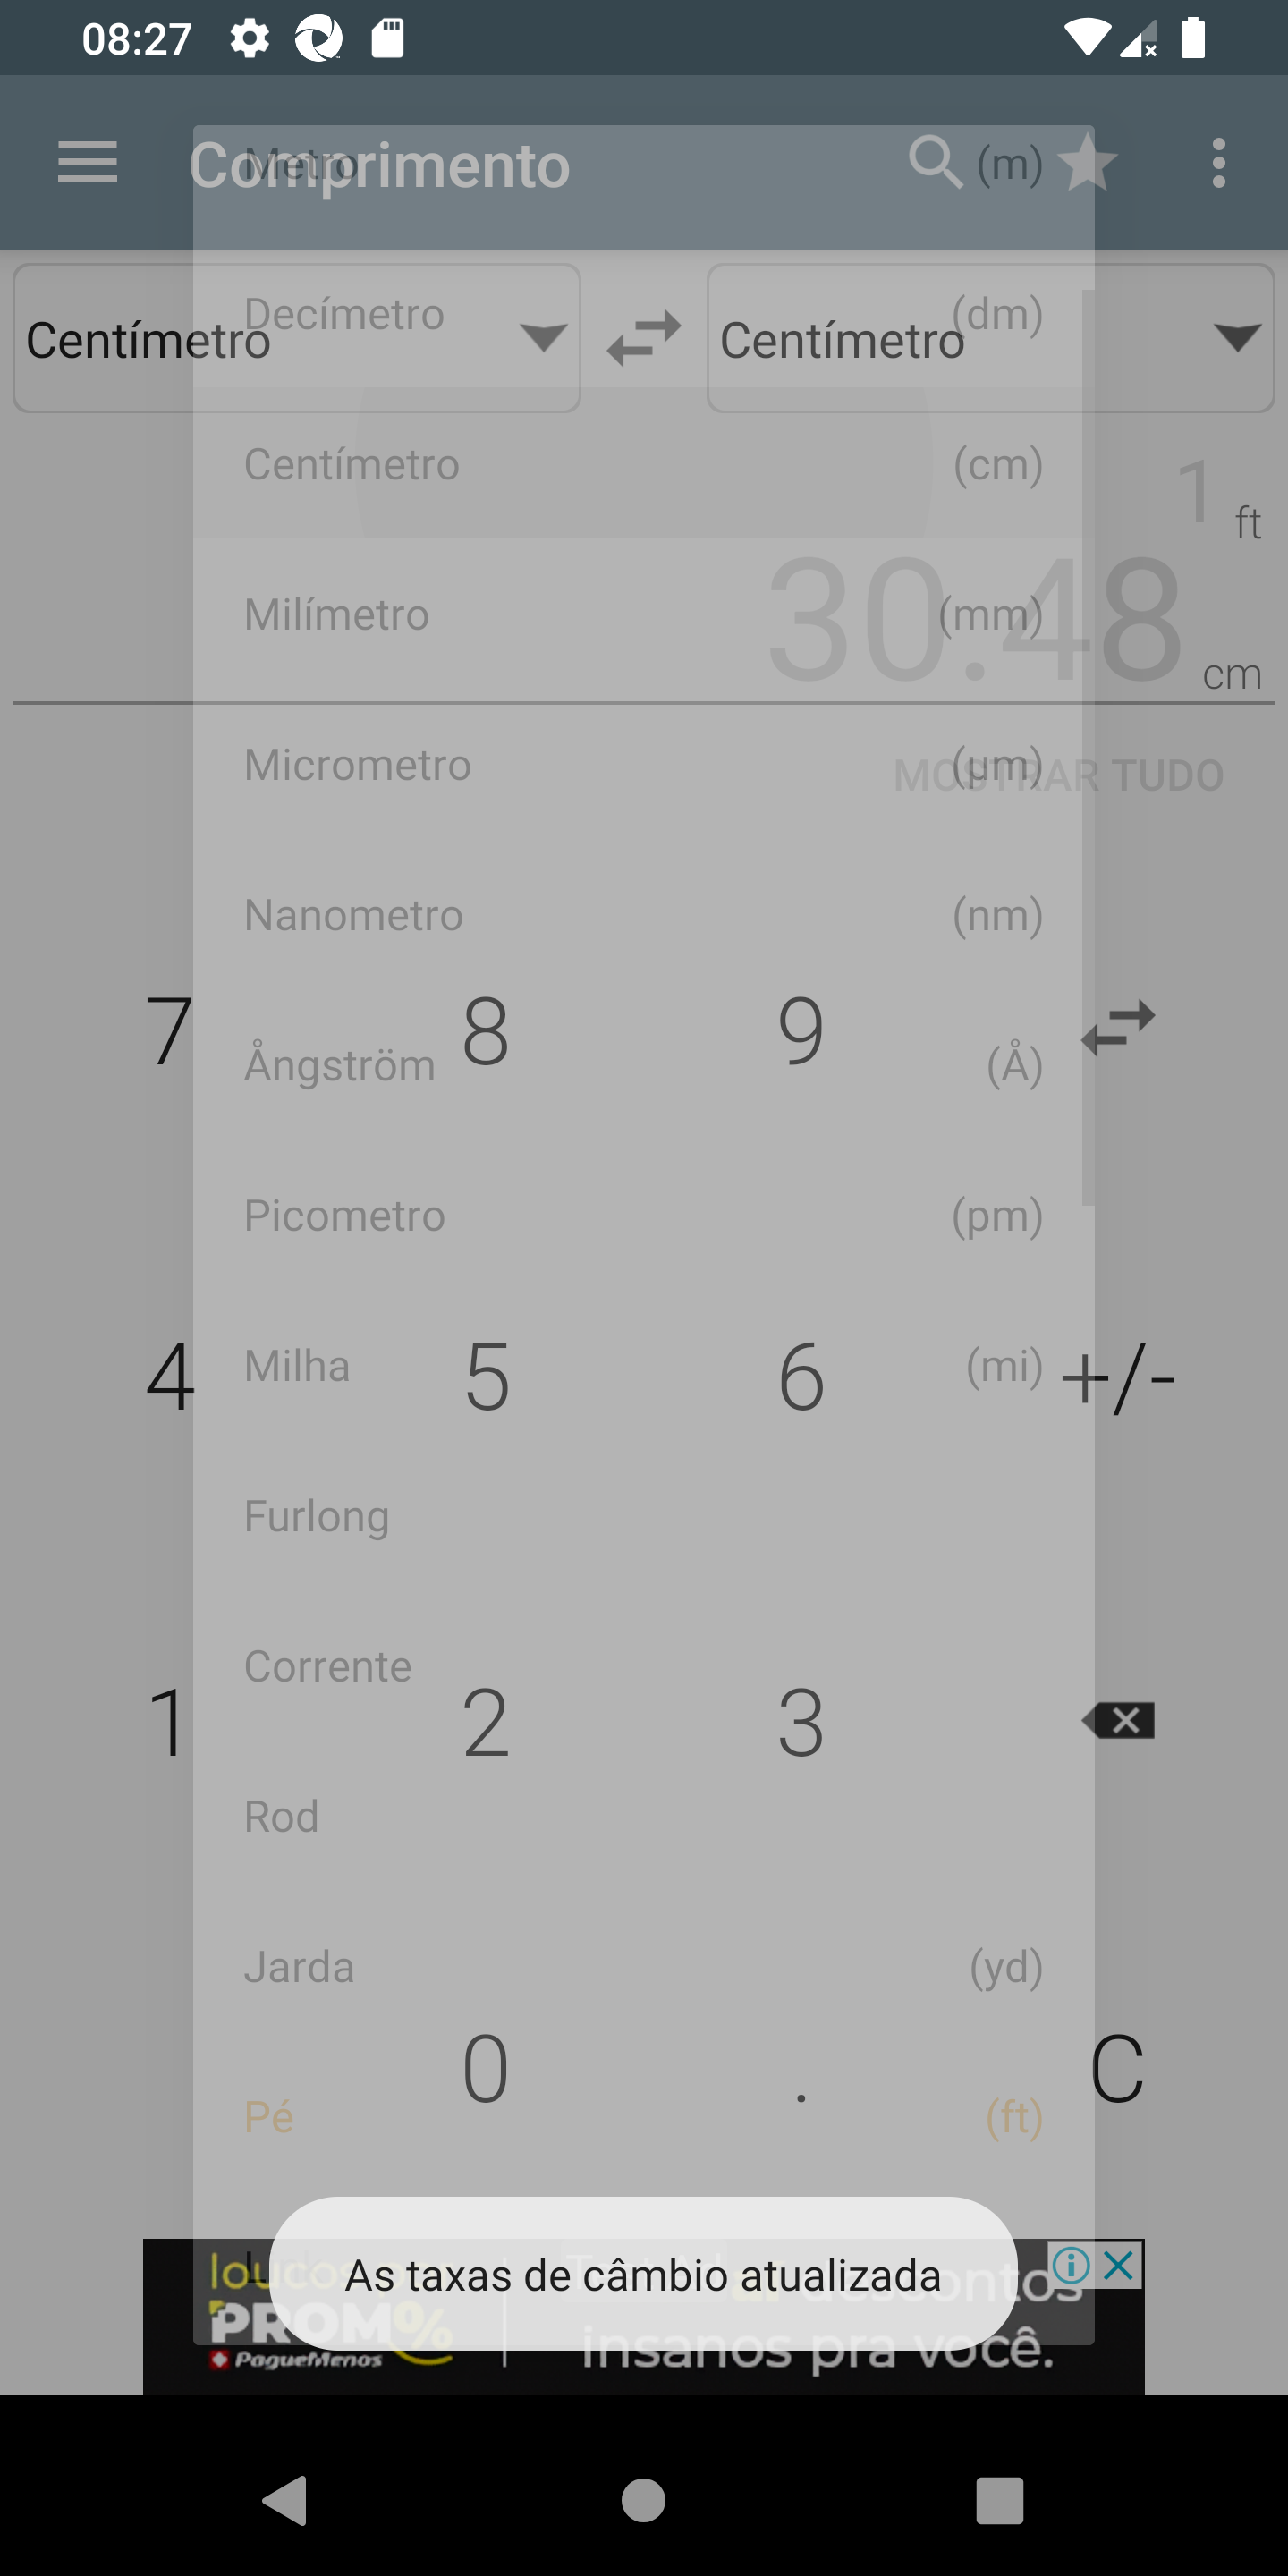 08:27
Comprimento
Metro (m)
Decímetro (dm)
Centímetro
Centímetro
Centímetro (cm)
1 ft
Milímetro (mm)
30.48 cm
Micrometro (µm)
MOSTRAR TUDO
Nanometro (nm)
7 8 9
Ångström (Å)
Picometro (pm)
4 5 6 +/-
Milha (mi)
Furlong
Corrente
1 2 3
Rod
Jarda (yd)
0 . C
Pé (ft)
As taxas de câmbio atualizada
PROM%
PagueMenos
insanos pra você.